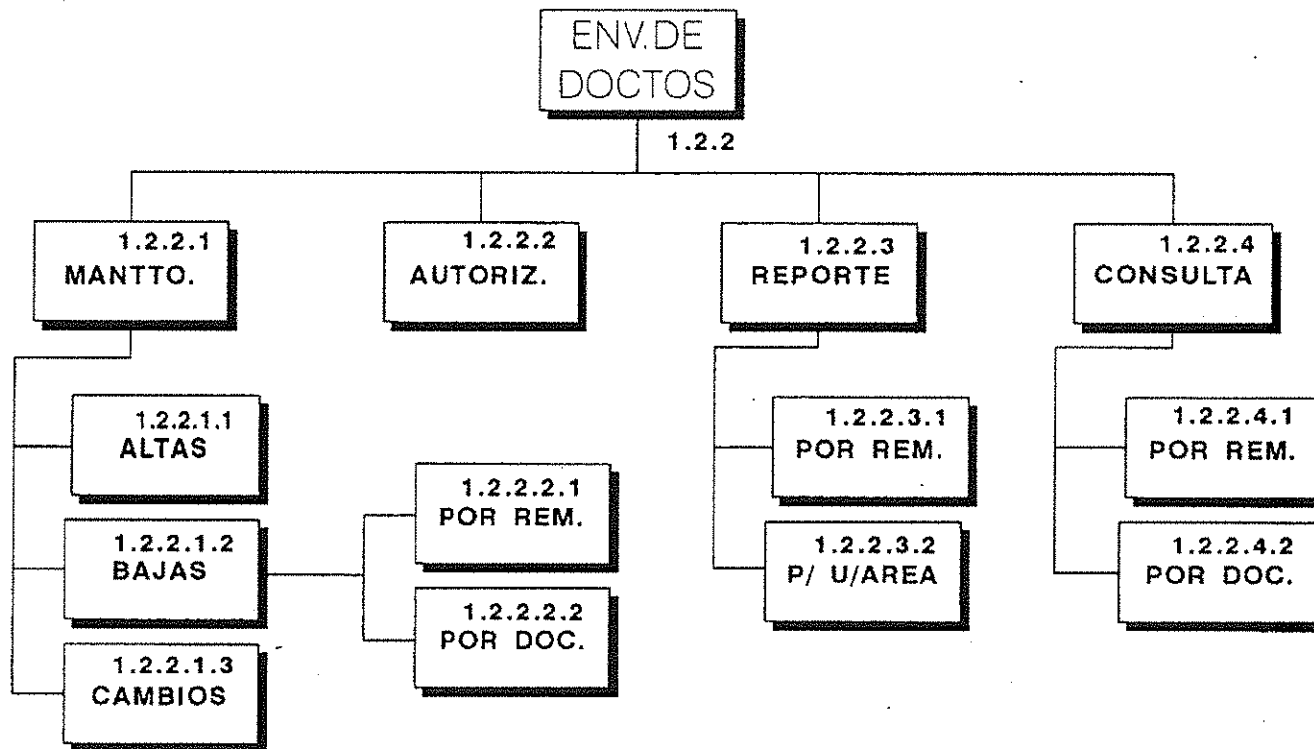 ENV.DE
DOCTOS
1.2.2
1.2.2.1
MANTTO.
1.2.2.2
AUTORIZ.
1.2.2.3
REPORTE
1.2.2.4
CONSULTA
1.2.2.1.1
ALTAS
1.2.2.1.2
BAJAS
1.2.2.1.3
CAMBIOS
1.2.2.2.1
POR REM.
1.2.2.2.2
POR DOC.
1.2.2.3.1
POR REM.
1.2.2.3.2
P/ U/AREA
1.2.2.4.1
POR REM.
1.2.2.4.2
POR DOC.